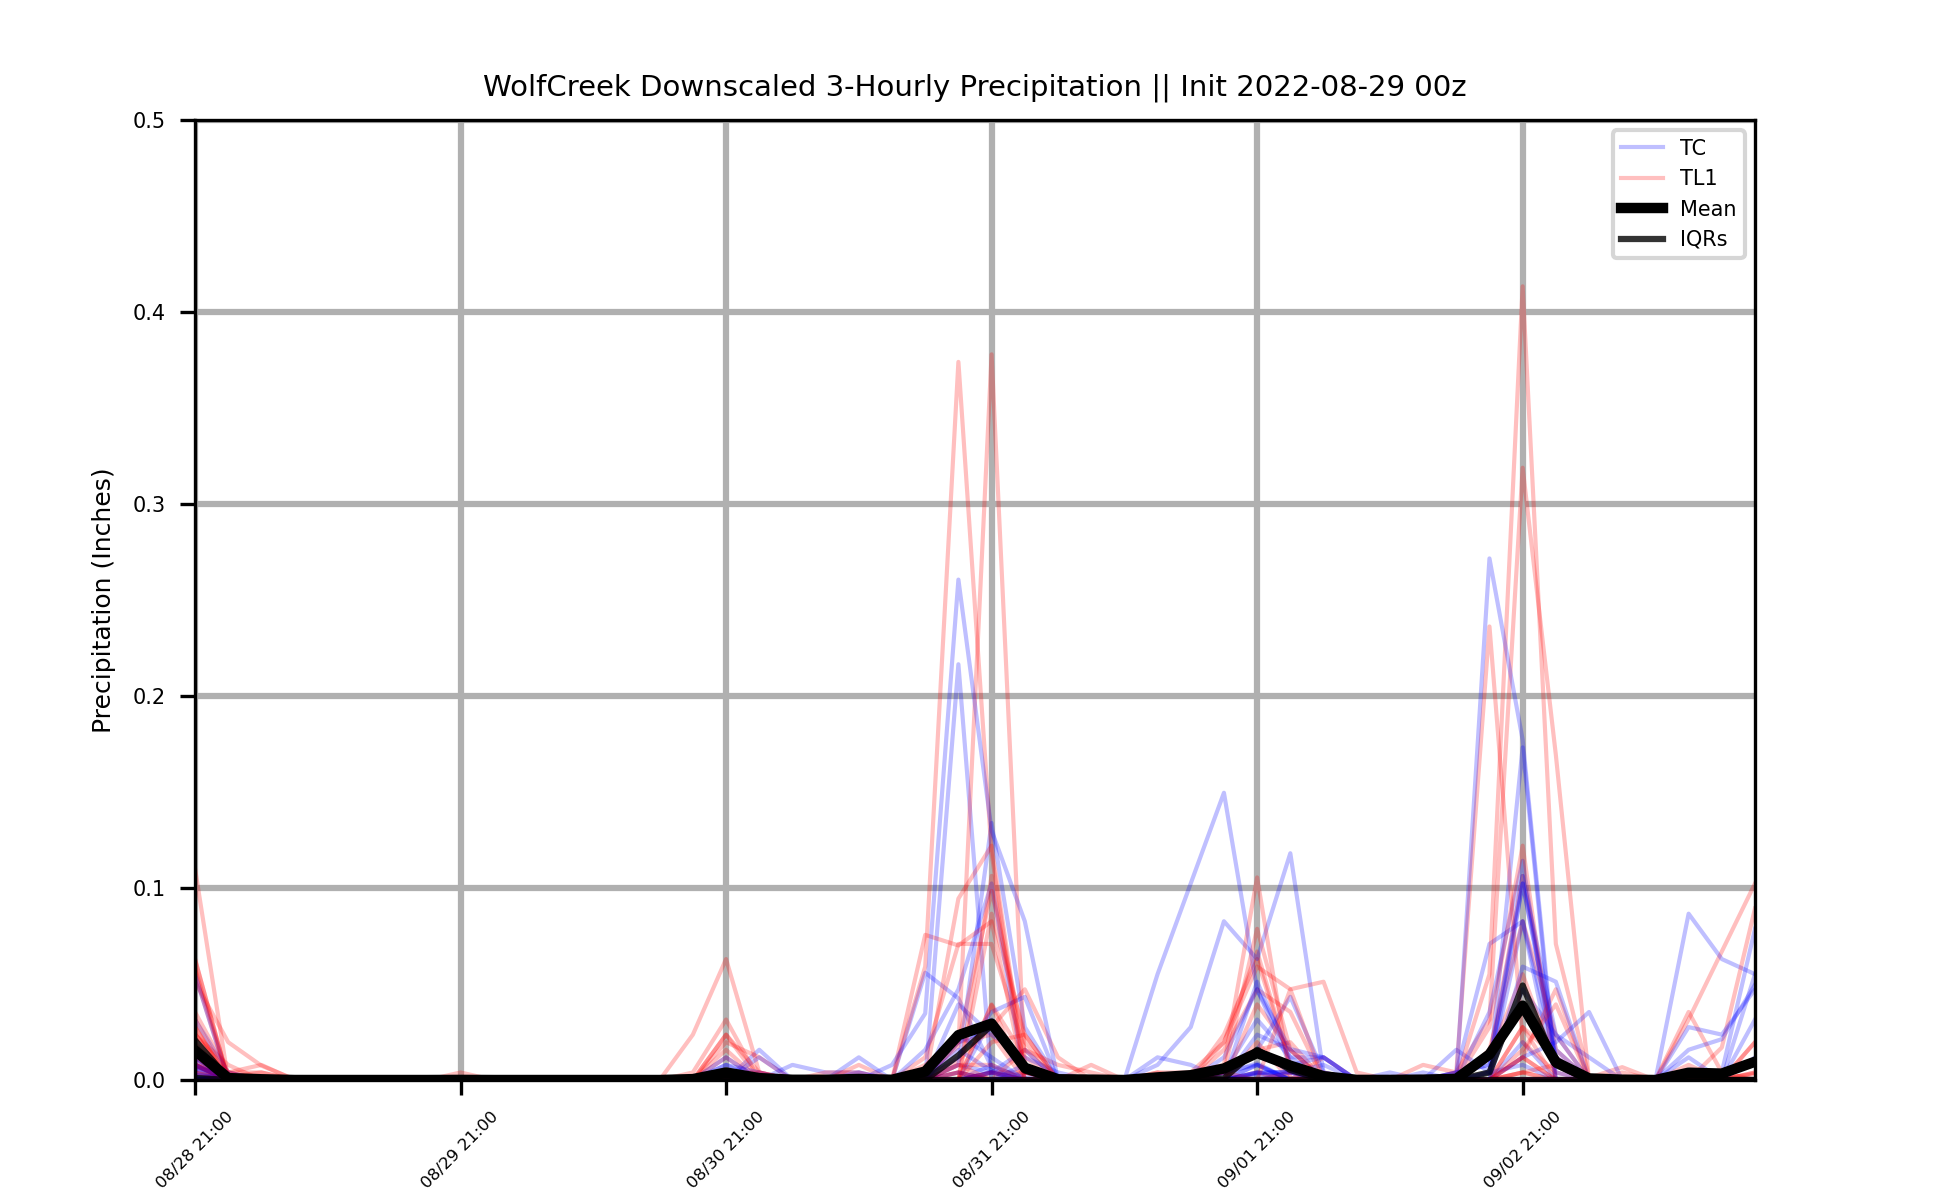 WolfCreek Downscaled 3-Hourly Precipitation || Init 2022-08-29 00z
0.5
0.4
0.3
0.2
0.1
0.0
Precipitation (Inches)
TC
TL1
Mean
IQRs
08/28 21:00
08/29 21:00
08/30 21:00
08/31 21:00
09/01 21:00
09/02 21:00